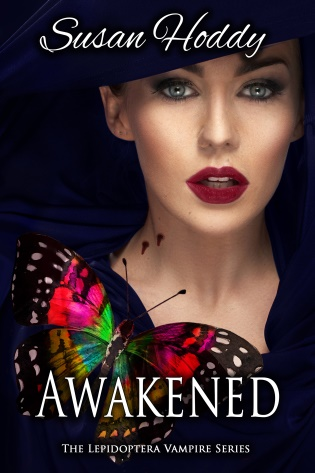 Susan Hoddy
AWAKENED
THE LEPIDOPTERA VAMPIRE SERIES